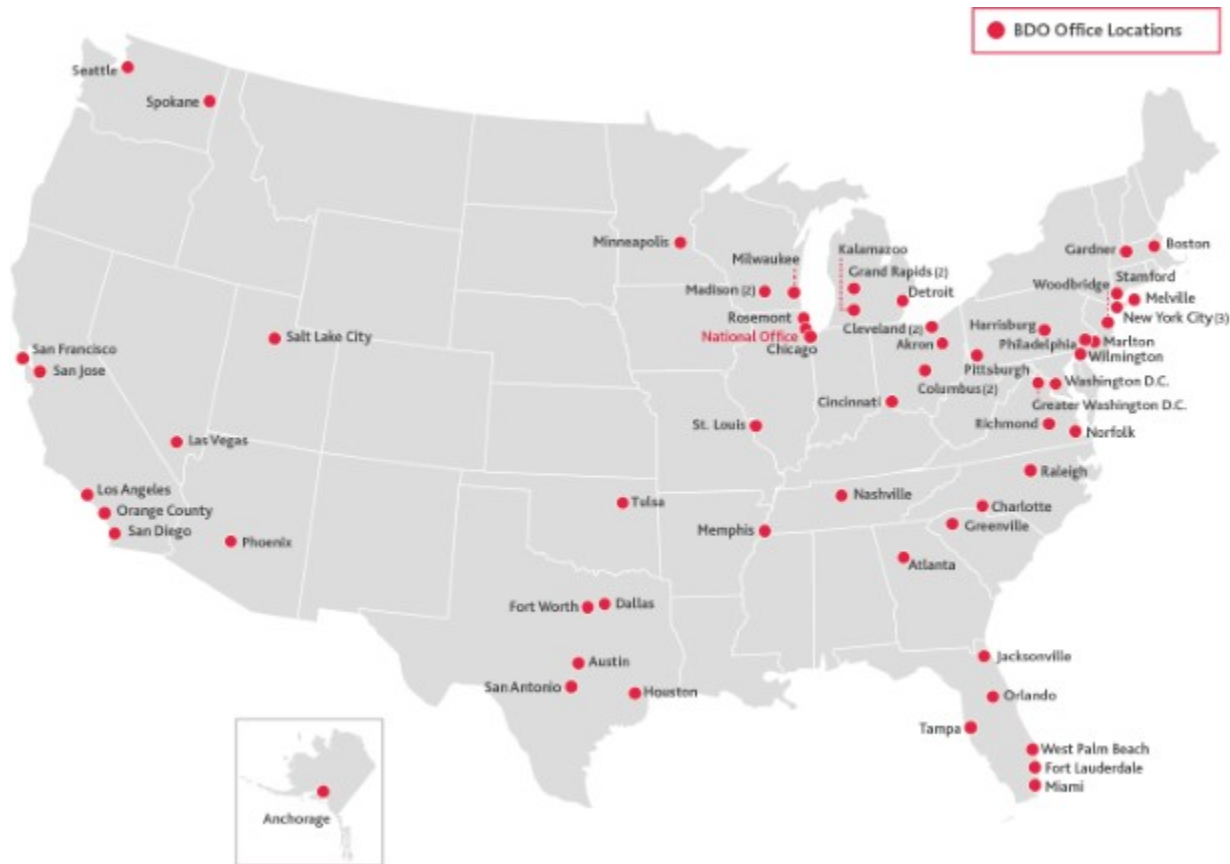 BDO Office Locations
Seattle
Spokane
Minneapolis
Milwaukee
Kalamazoo
Grand Rapids (2)
Detroit
Madison (2)
Rosemont
National Office
Chicago
Cleveland (2)
Akron
Columbus (2)
Cincinnati
Gardner
Boston
Woodbridge
Stamford
Melville
New York City (3)
Harrisburg
Philadelphia
Marlton
Wilmington
Pittsburgh
Washington D.C.
Greater Washington D.C.
Richmond
Norfolk
Salt Lake City
San Francisco
San Jose
Las Vegas
St. Louis
Los Angeles
Orange County
San Diego
Phoenix
Tulsa
Nashville
Memphis
Raleigh
Charlotte
Greenville
Atlanta
Fort Worth
Dallas
Austin
San Antonio
Houston
Jacksonville
Orlando
Tampa
West Palm Beach
Fort Lauderdale
Miami
Anchorage